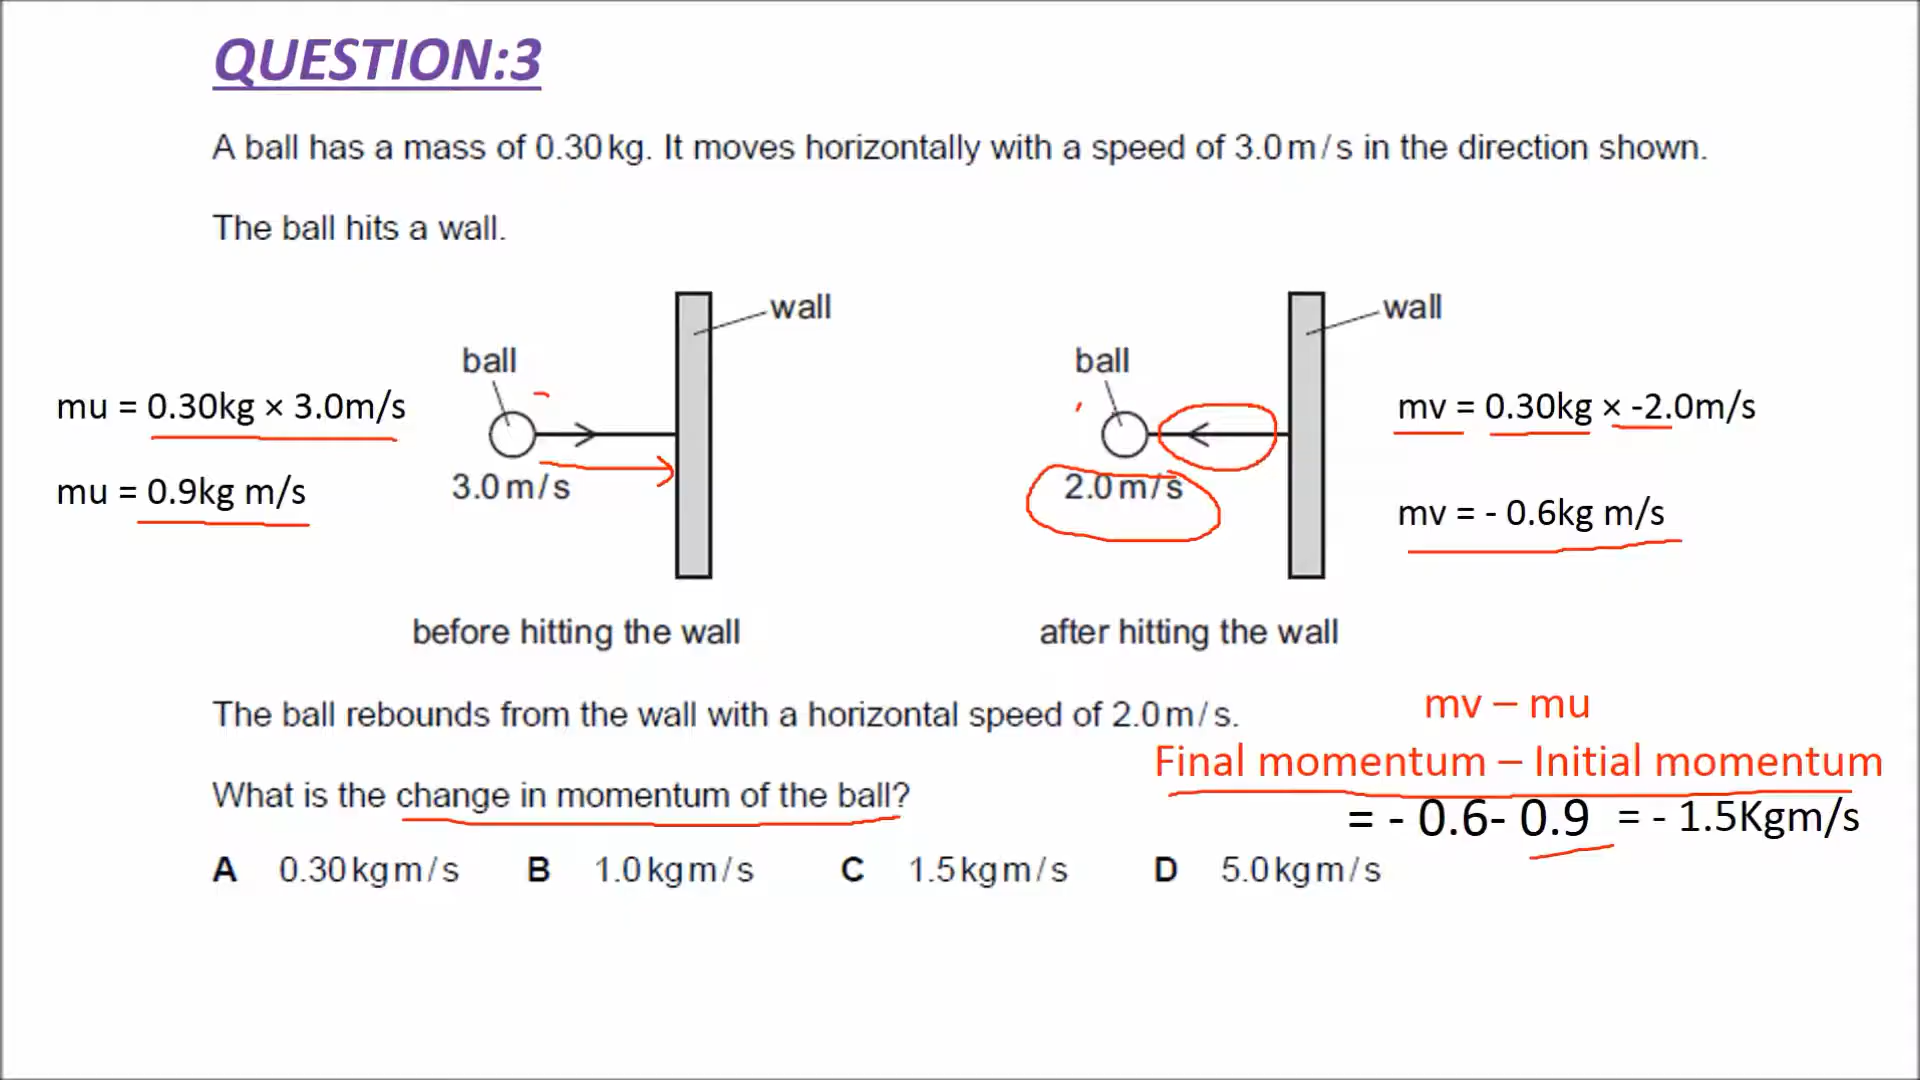 QUESTION:3
A ball has a mass of 0.30 kg. It moves horizontally with a speed of 3.0 m / s in the direction shown.
The ball hits a wall.
wall
ball
mu = 0.30kg × 3.0m/s
mu = 0.9kg m/s
3.0 m / s
before hitting the wall
wall
ball
2.0 m / s
mv = 0.30kg × -2.0m/s
mv = - 0.6kg m/s
after hitting the wall
The ball rebounds from the wall with a horizontal speed of 2.0 m / s.
mv – mu
Final momentum – Initial momentum
= - 0.6- 0.9 = - 1.5Kgm/s
What is the change in momentum of the ball?
A 0.30 kg m / s B 1.0 kg m / s C 1.5 kg m / s D 5.0 kg m / s